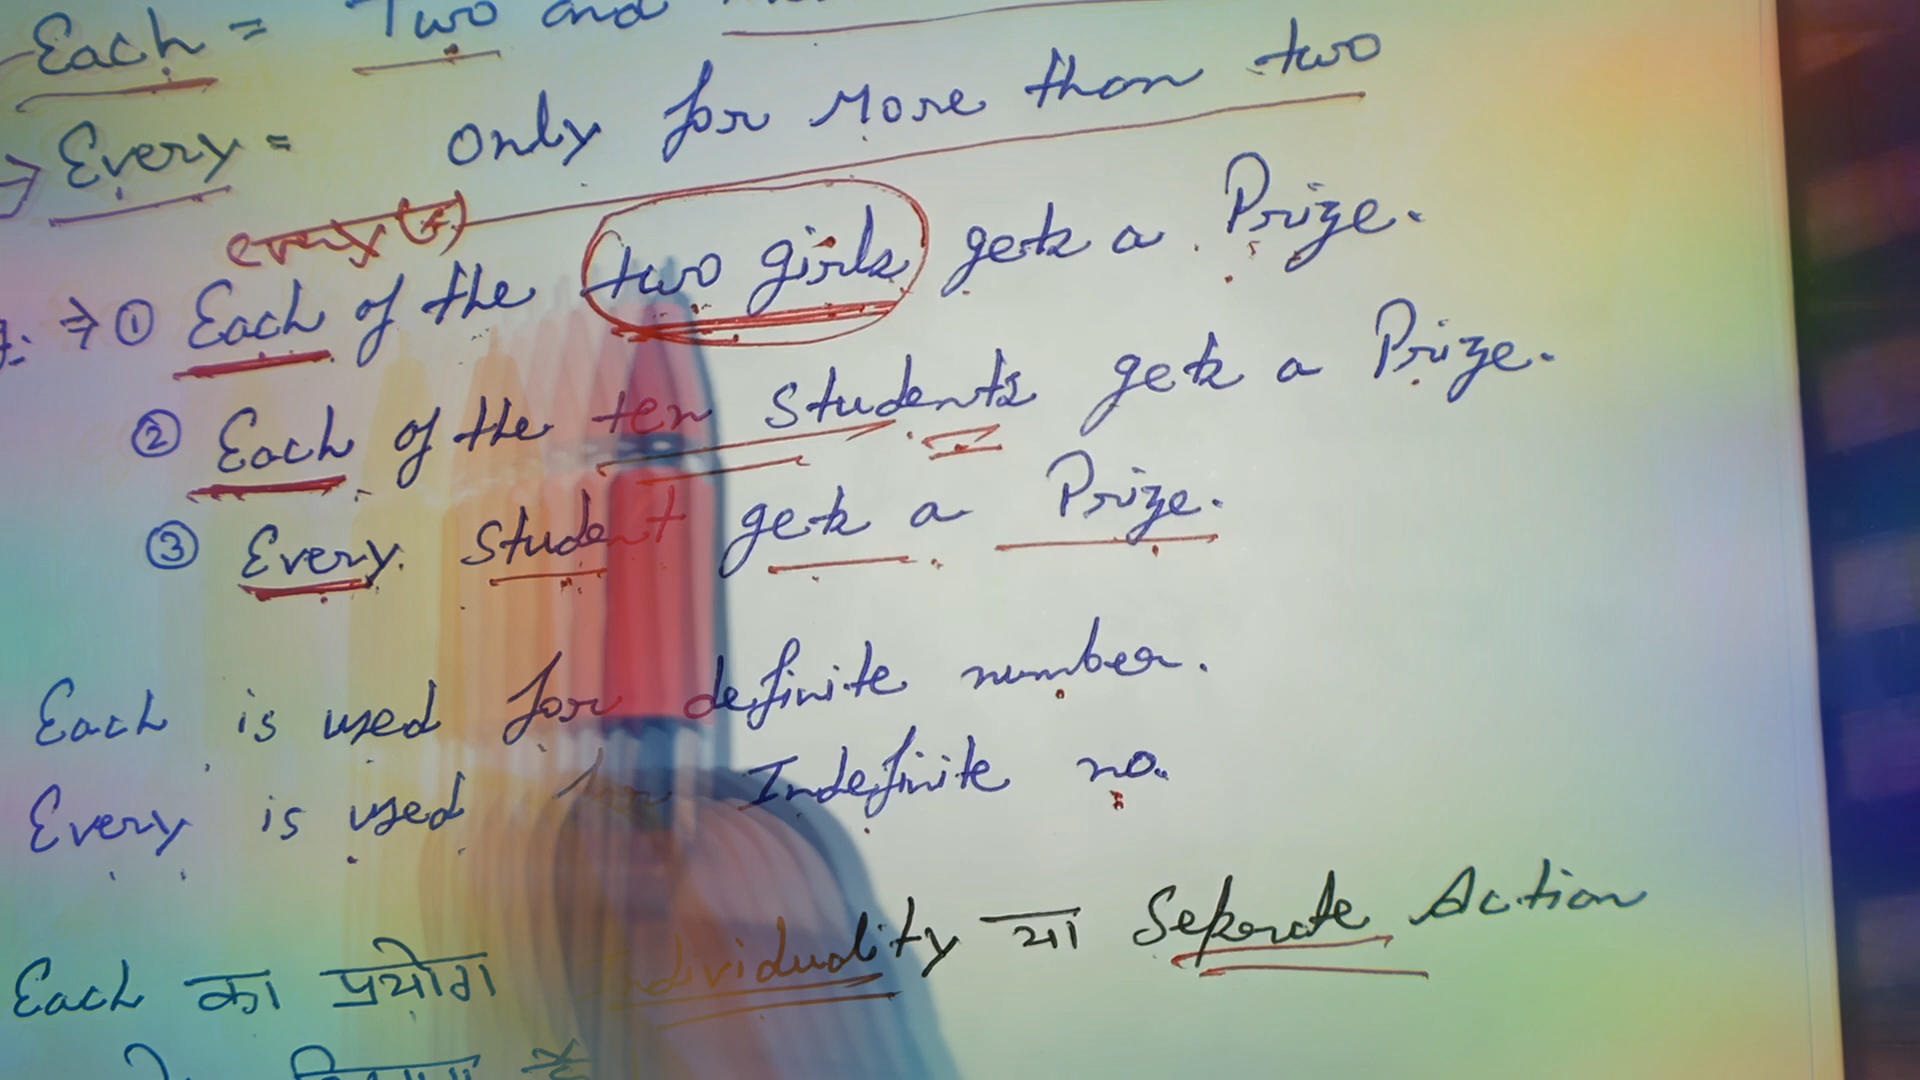 Each = Two and
→ Every = Only for More than two
every (×)
⇒ ① Each of the two girls gets a Prize.
② Each of the ten students gets a Prize.
③ Every student gets a Prize.
Each is used for definite number.
Every is used for Indefinite no.
Each का प्रयोग Individuality या Seperate Action